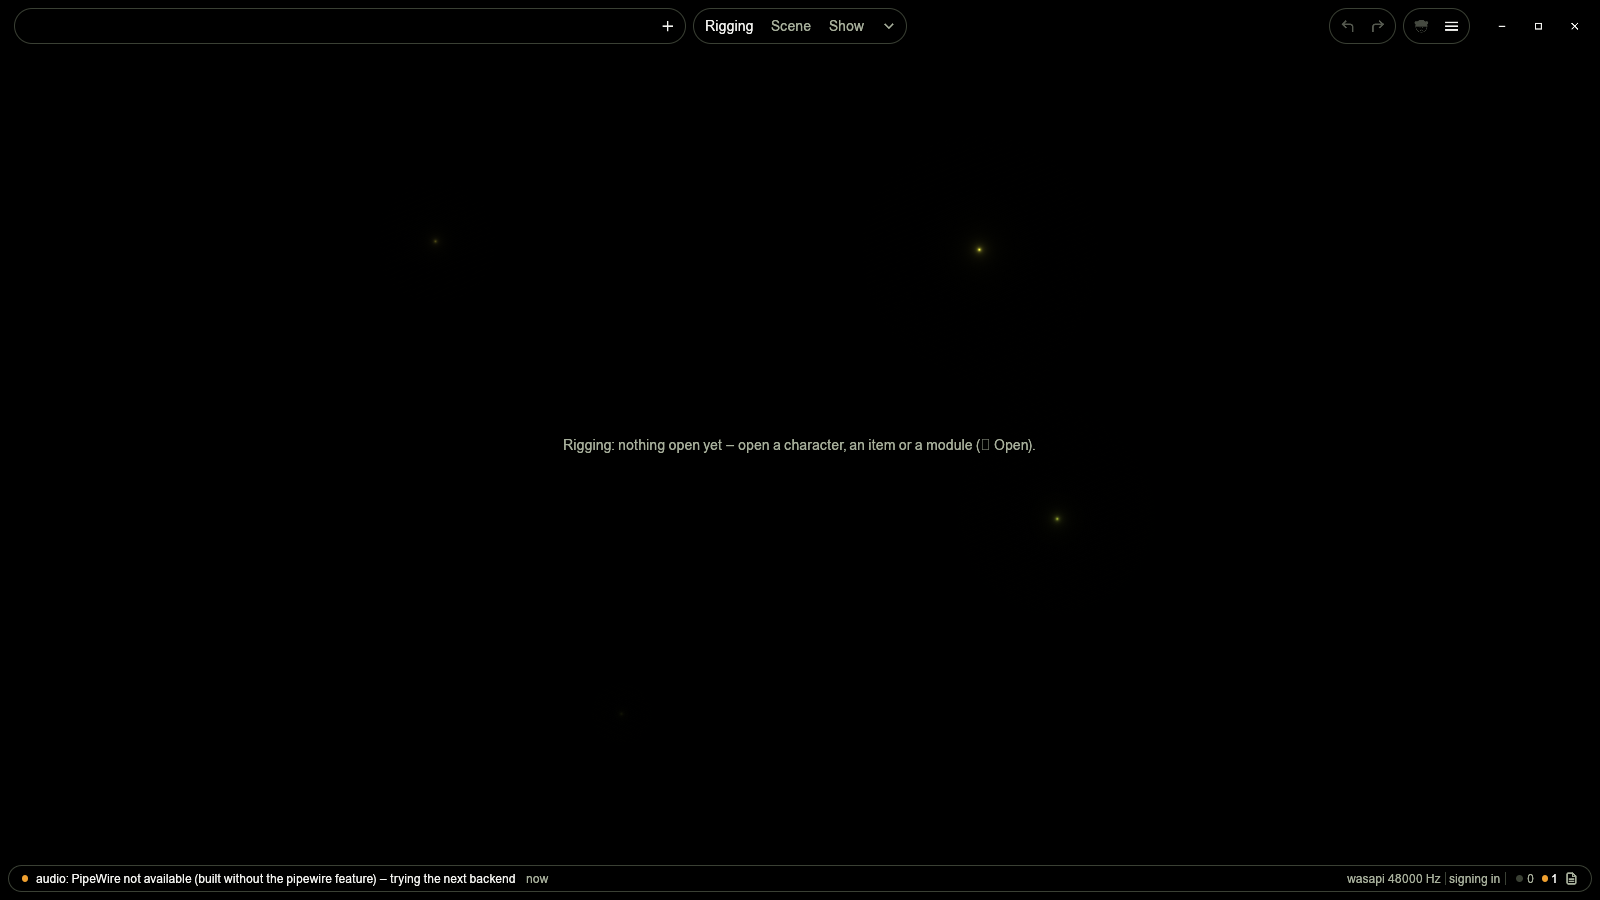 Rigging Scene Show
Rigging: nothing open yet – open a character, an item or a module (▯ Open).
audio: PipeWire not available (built without the pipewire feature) – trying the next backend now
wasapi 48000 Hz signing in 0 1